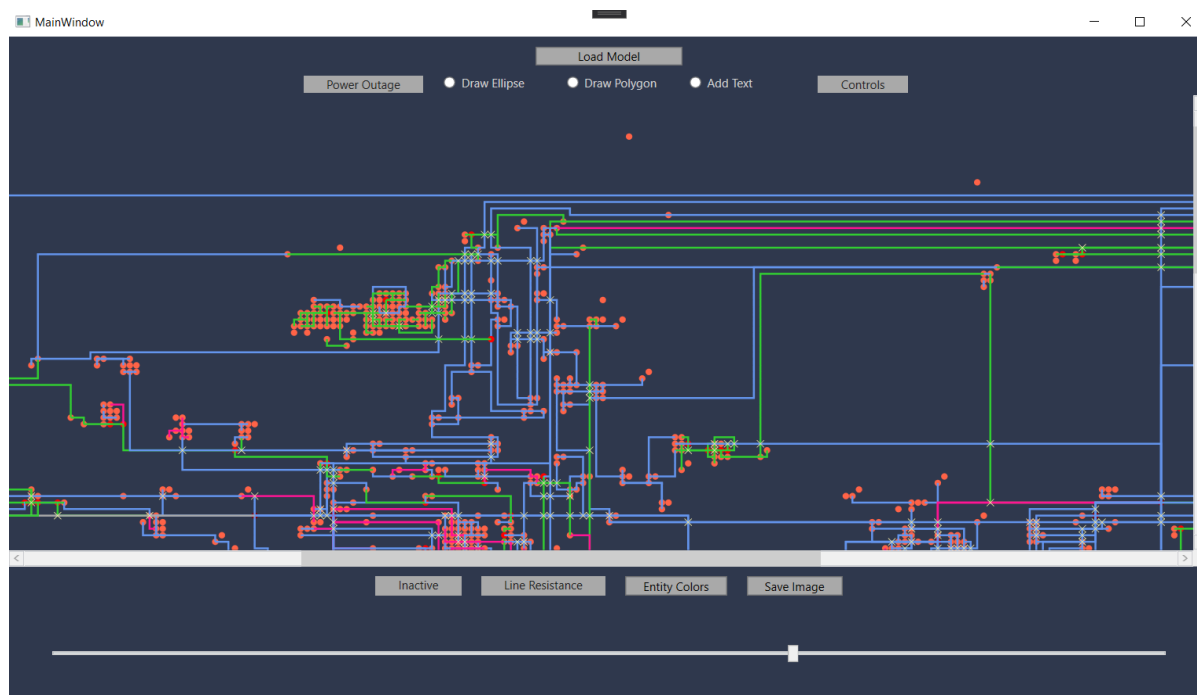 MainWindow
Load Model
Power Outage
Draw Ellipse
Draw Polygon
Add Text
Controls
Inactive
Line Resistance
Entity Colors
Save Image